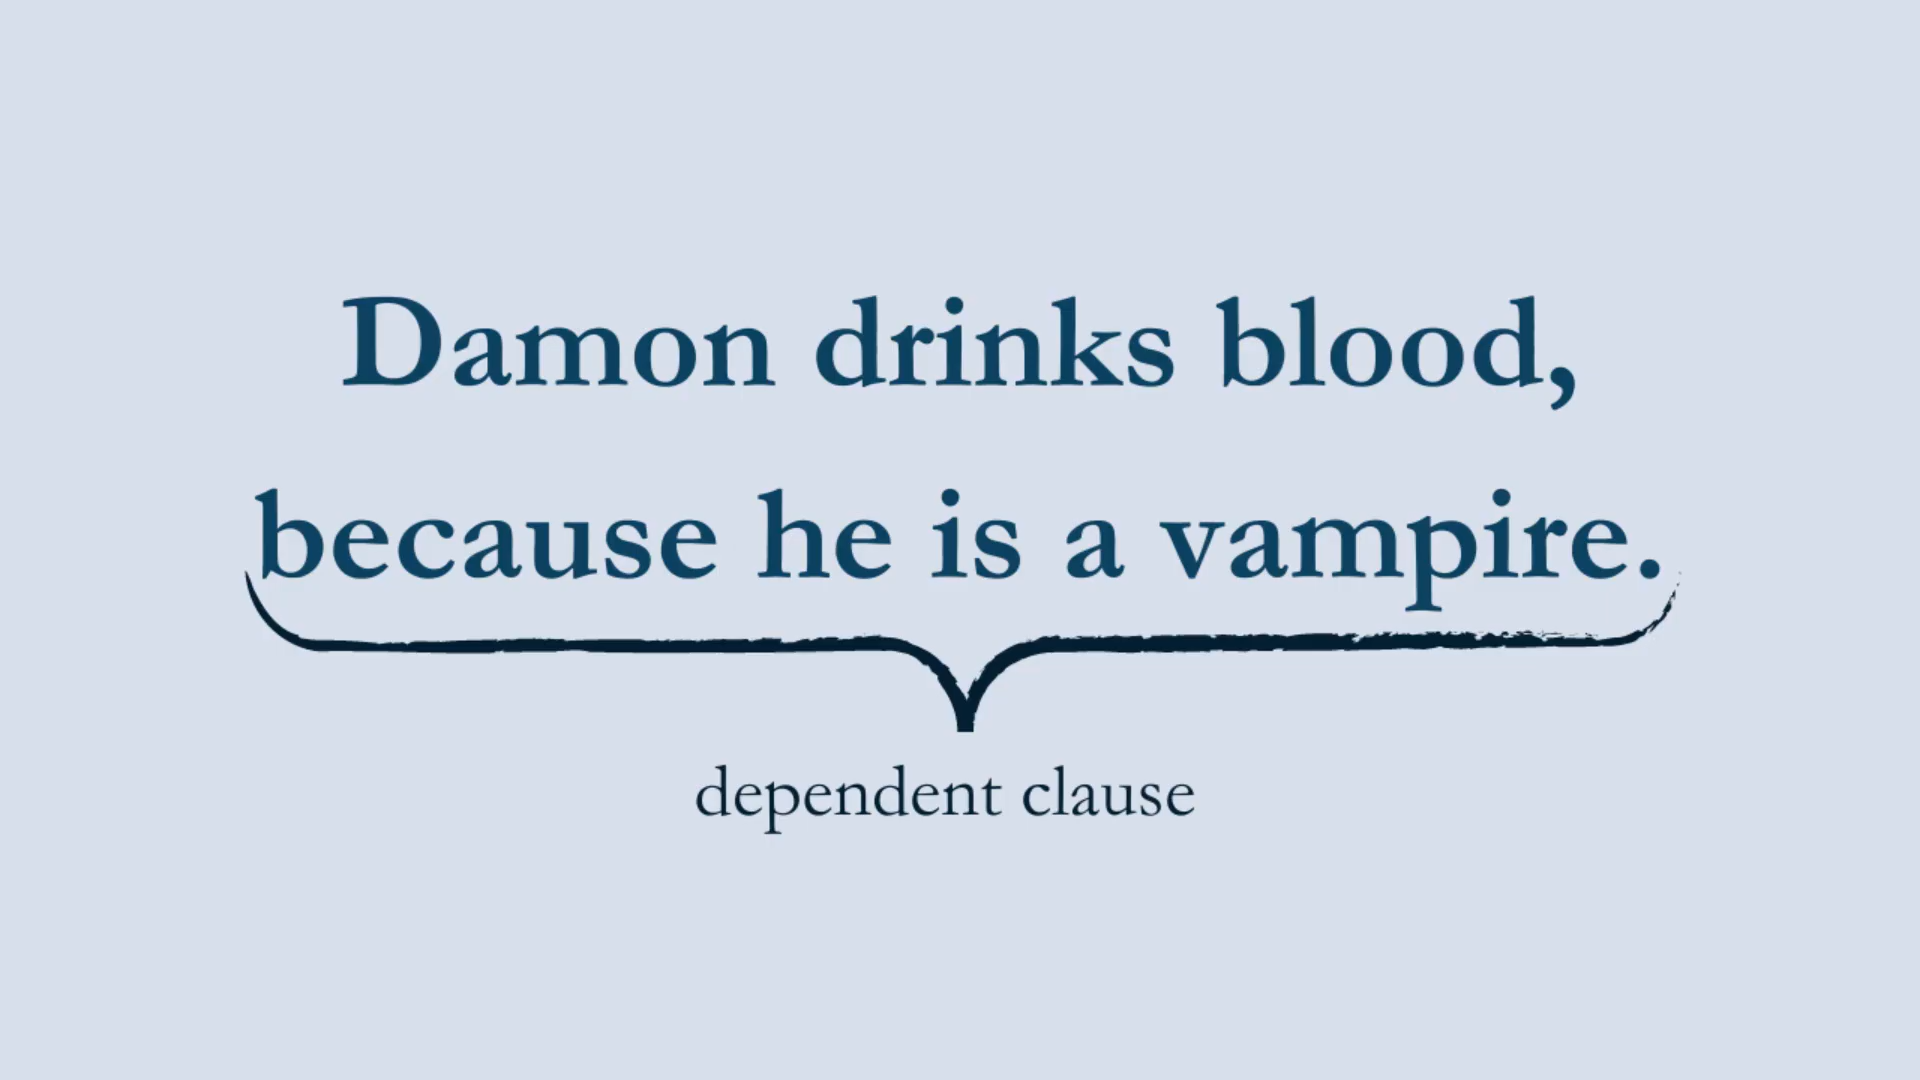 Damon drinks blood,
because he is a vampire.
dependent clause